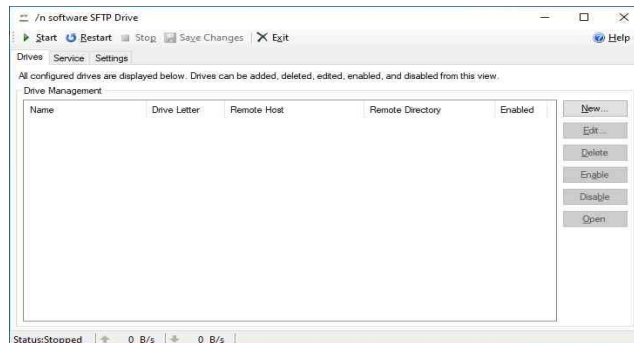 /n software SFTP Drive
Start Restart Stop Save Changes Exit Help
Drives Service Settings
All configured drives are displayed below. Drives can be added, deleted, edited, enabled, and disabled from this view.
Drive Management
Name Drive Letter Remote Host Remote Directory Enabled
New...
Edit...
Delete
Enable
Disable
Open
Status:Stopped 0 B/s 0 B/s